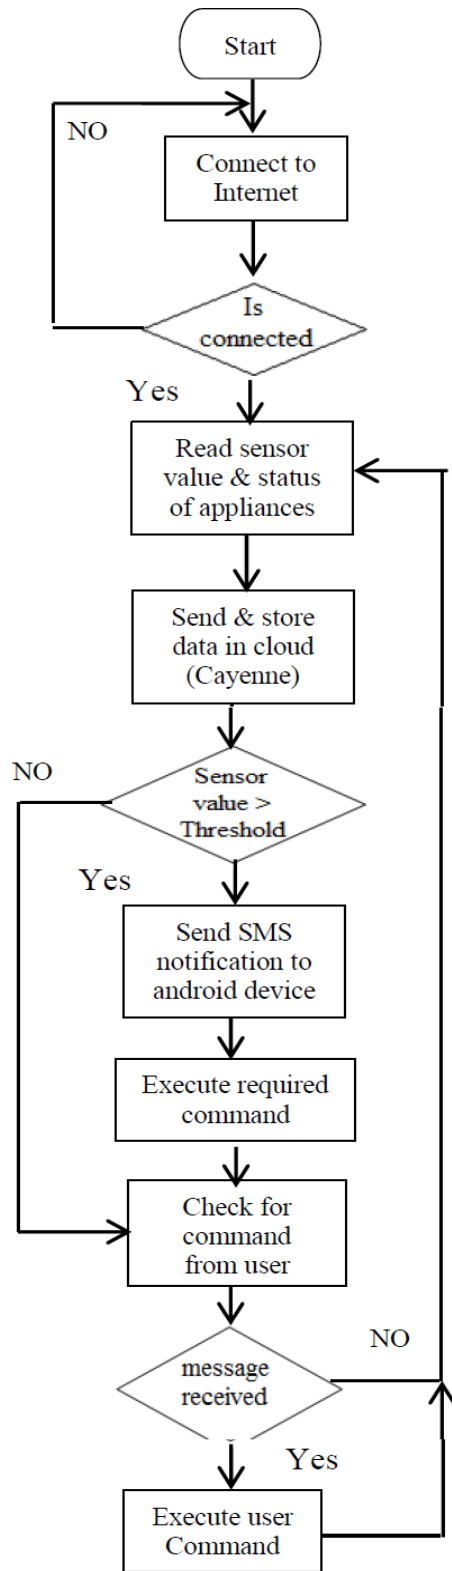 Start
NO
Connect to
Internet
Is
connected
Yes
Read sensor
value & status
of appliances
Send & store
data in cloud
(Cayenne)
NO
Sensor
value >
Threshold
Yes
Send SMS
notification to
android device
Execute required
command
Check for
command
from user
NO
message
received
Yes
Execute user
Command